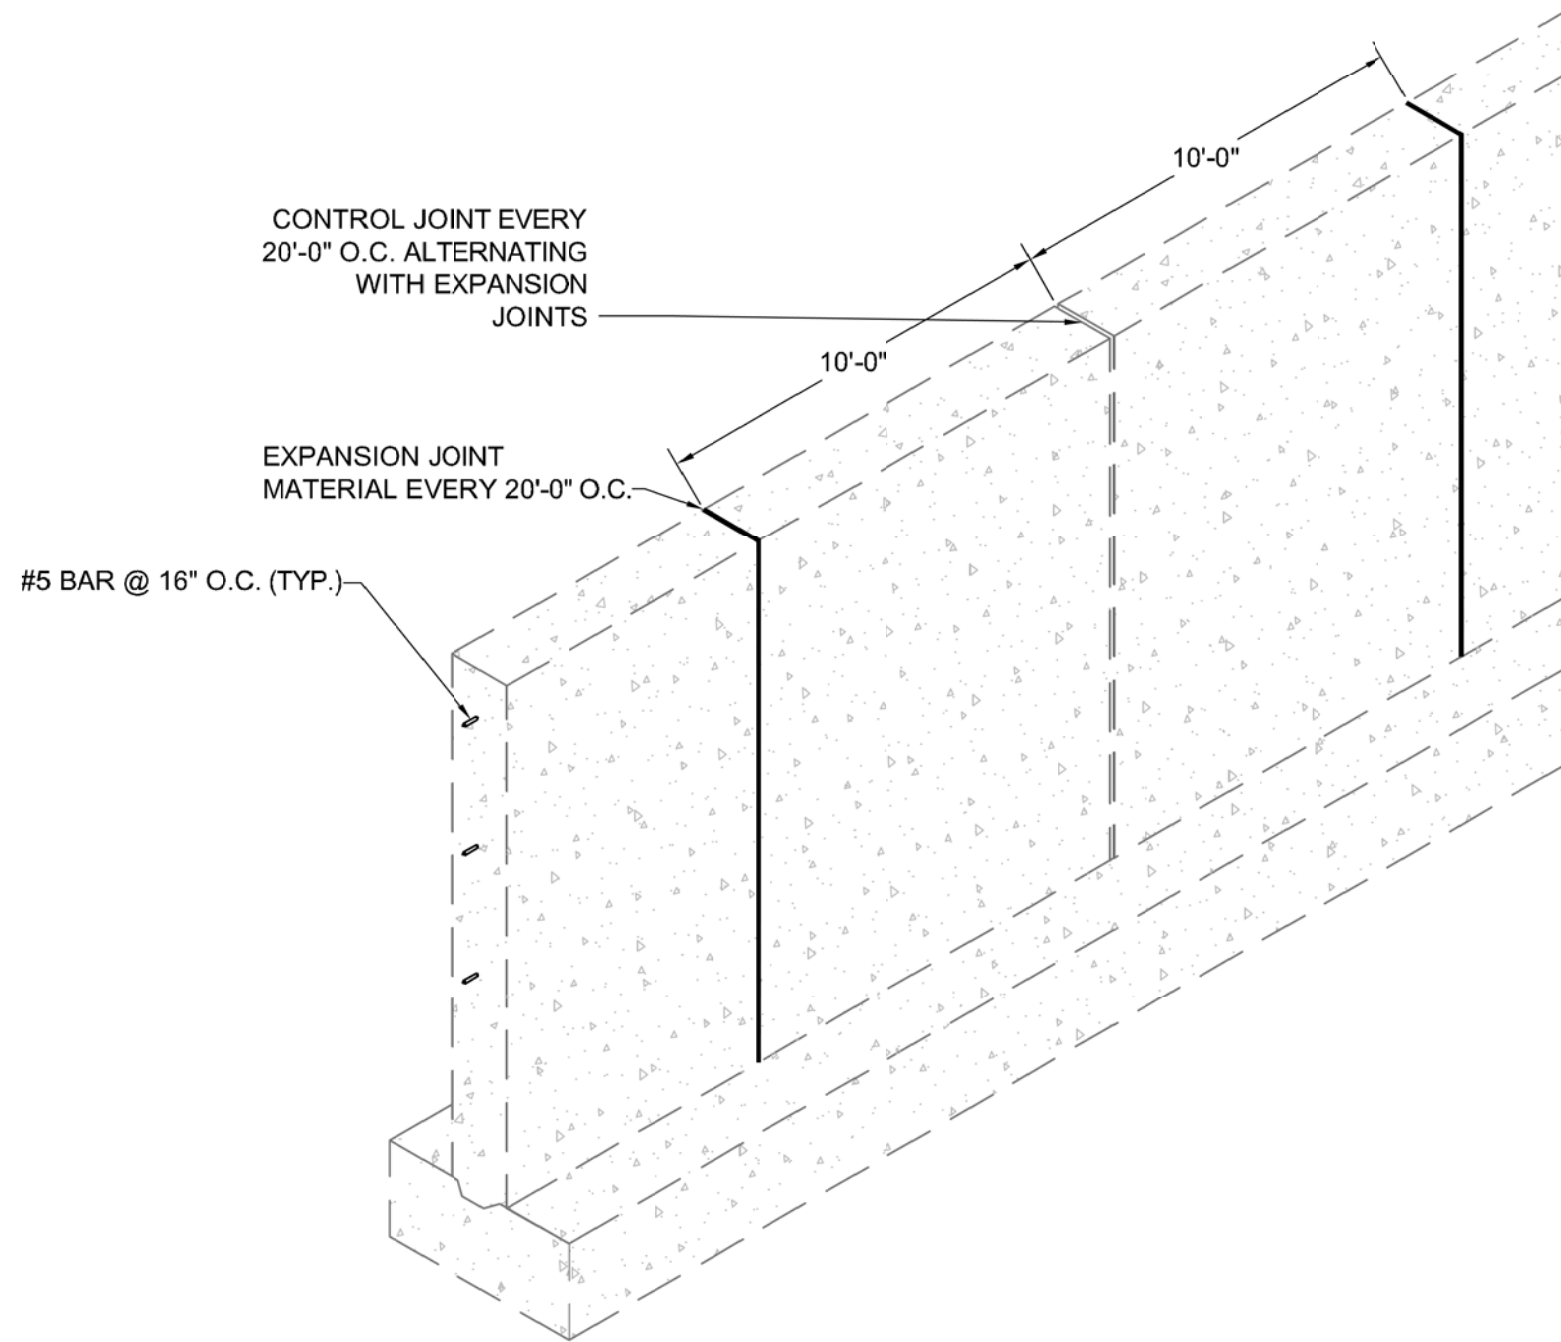 10'-0"
CONTROL JOINT EVERY
20'-0" O.C. ALTERNATING
WITH EXPANSION
JOINTS
10'-0"
EXPANSION JOINT
MATERIAL EVERY 20'-0" O.C.
#5 BAR @ 16" O.C. (TYP.)